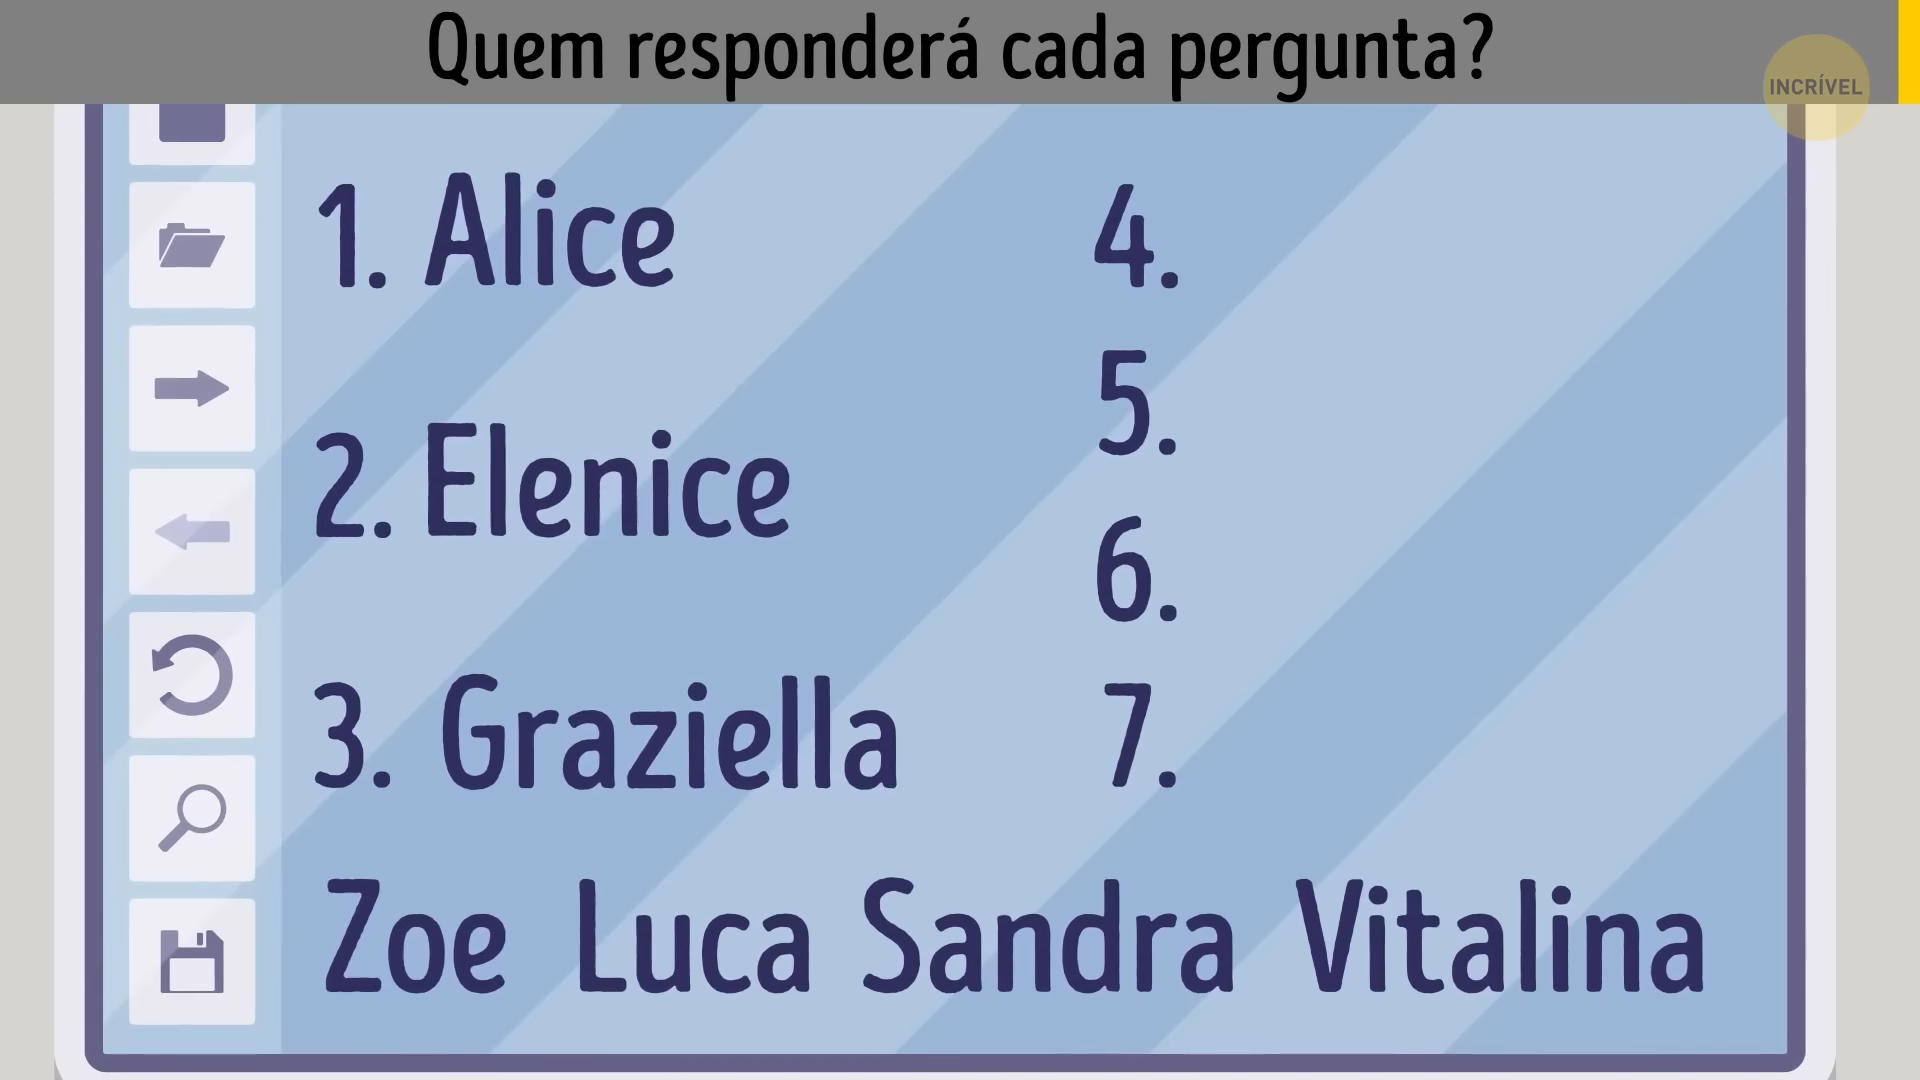 Quem responderá cada pergunta?
INCRÍVEL
1. Alice
2. Elenice
3. Graziella
4.
5.
6.
7.
Zoe Luca Sandra Vitalina